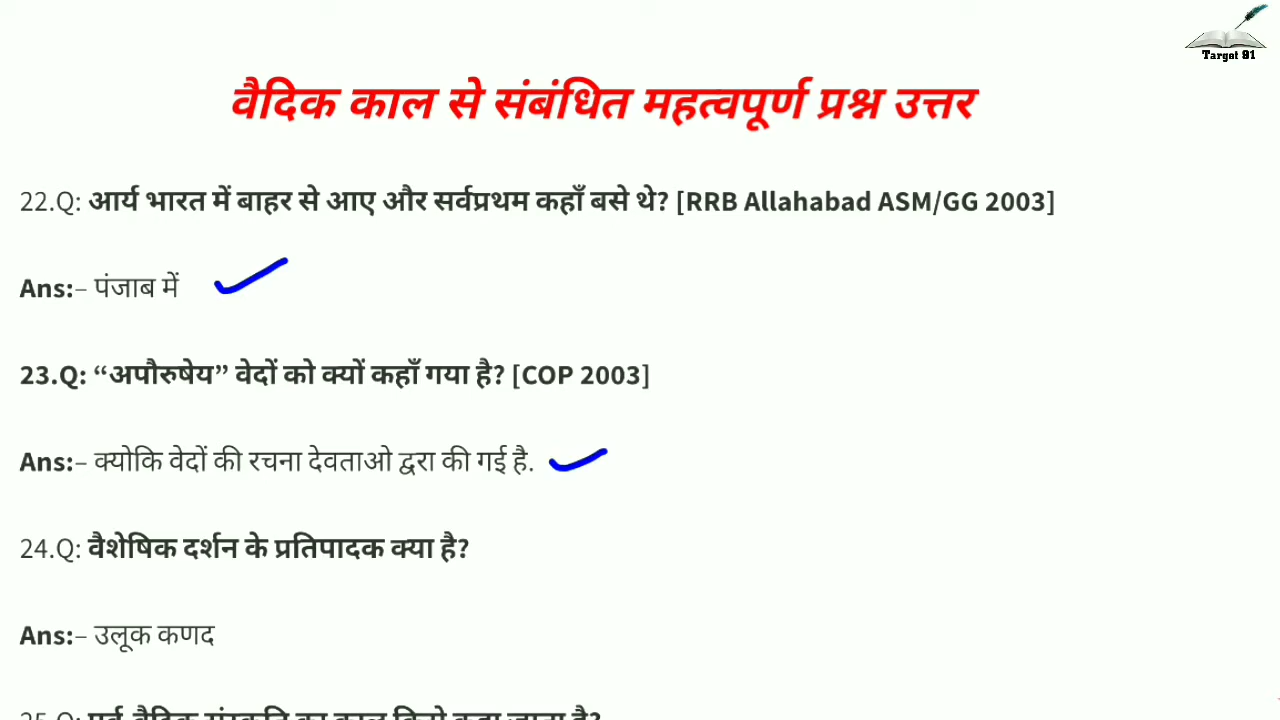 Target 91
वैदिक काल से संबंधित महत्वपूर्ण प्रश्न उत्तर
22.Q: आर्य भारत में बाहर से आए और सर्वप्रथम कहाँ बसे थे? [RRB Allahabad ASM/GG 2003]
Ans:– पंजाब में
23.Q: “अपौरुषेय” वेदों को क्यों कहाँ गया है? [COP 2003]
Ans:– क्योकि वेदों की रचना देवताओ द्वरा की गई है.
24.Q: वैशेषिक दर्शन के प्रतिपादक क्या है?
Ans:– उलूक कणद
25.Q: पूर्व-वैदिक संस्कृति का काल किसे कहा जाता है?